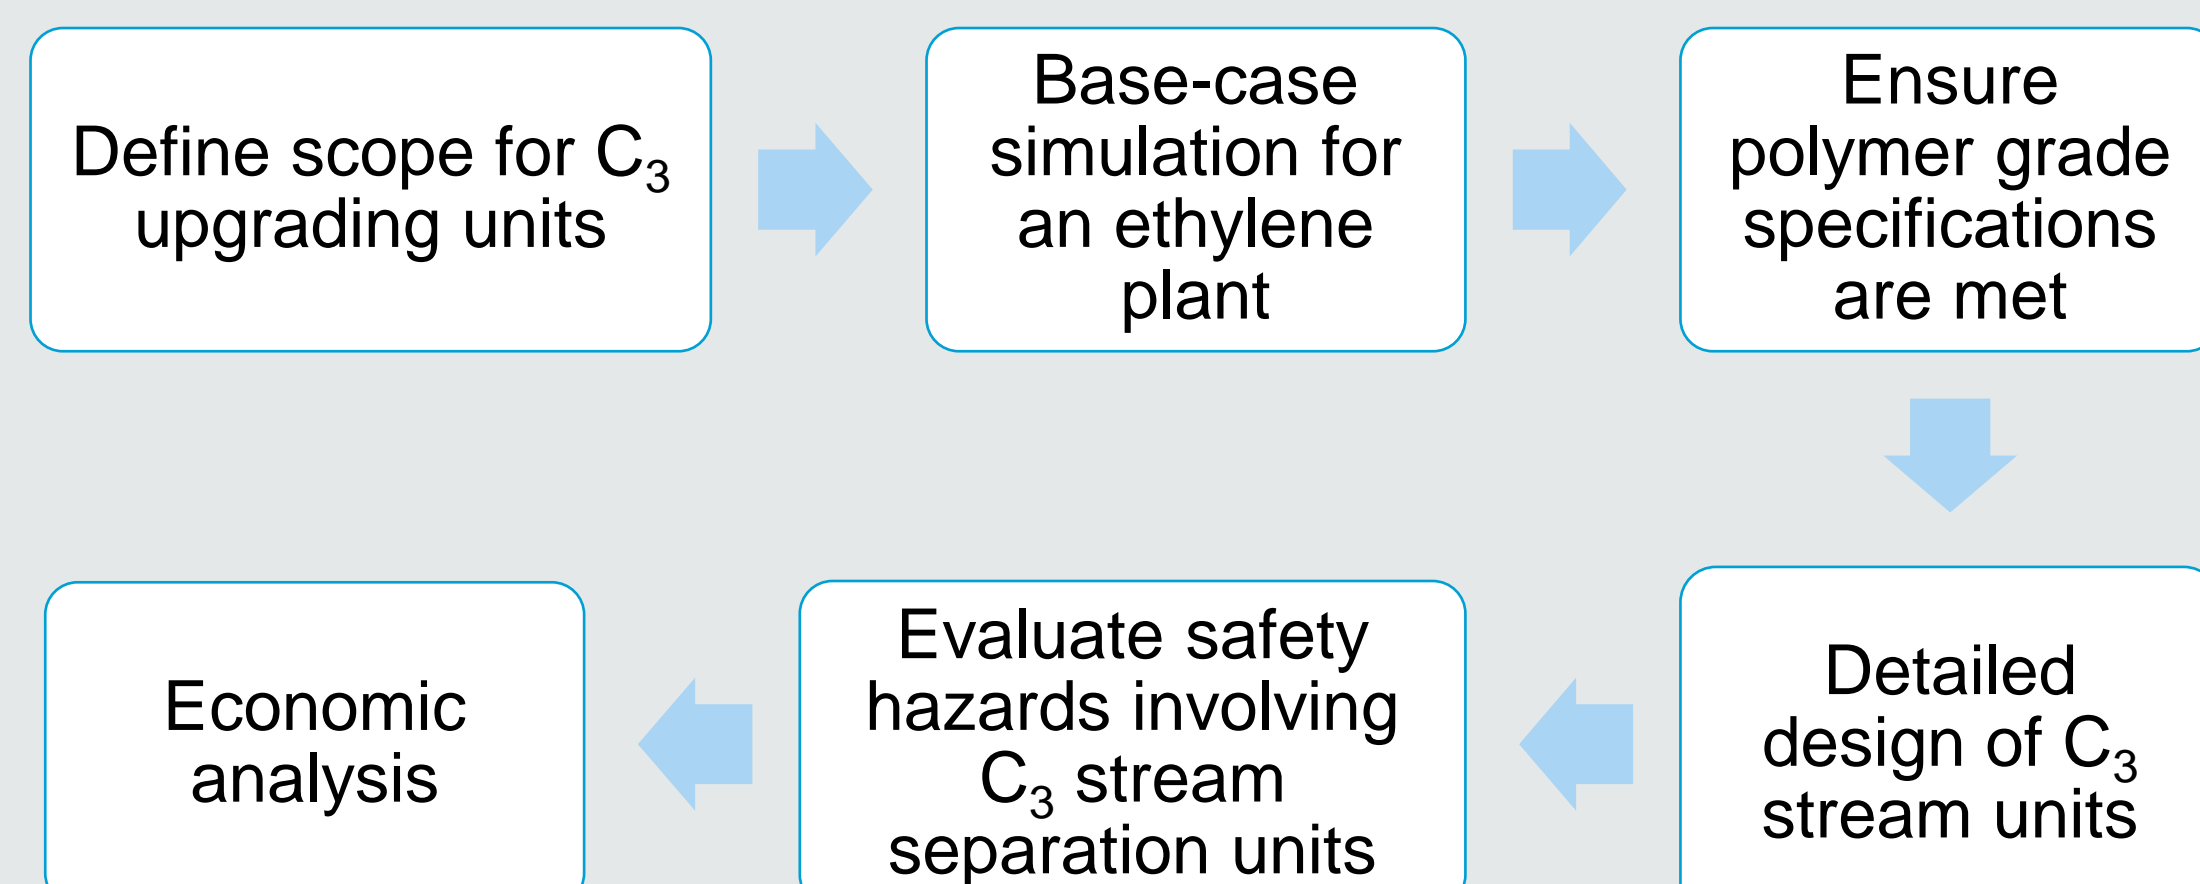 Define scope for C₃
upgrading units
Base-case
simulation for
an ethylene
plant
Ensure
polymer grade
specifications
are met
Detailed
design of C₃
stream units
Evaluate safety
hazards involving
C₃ stream
separation units
Economic
analysis